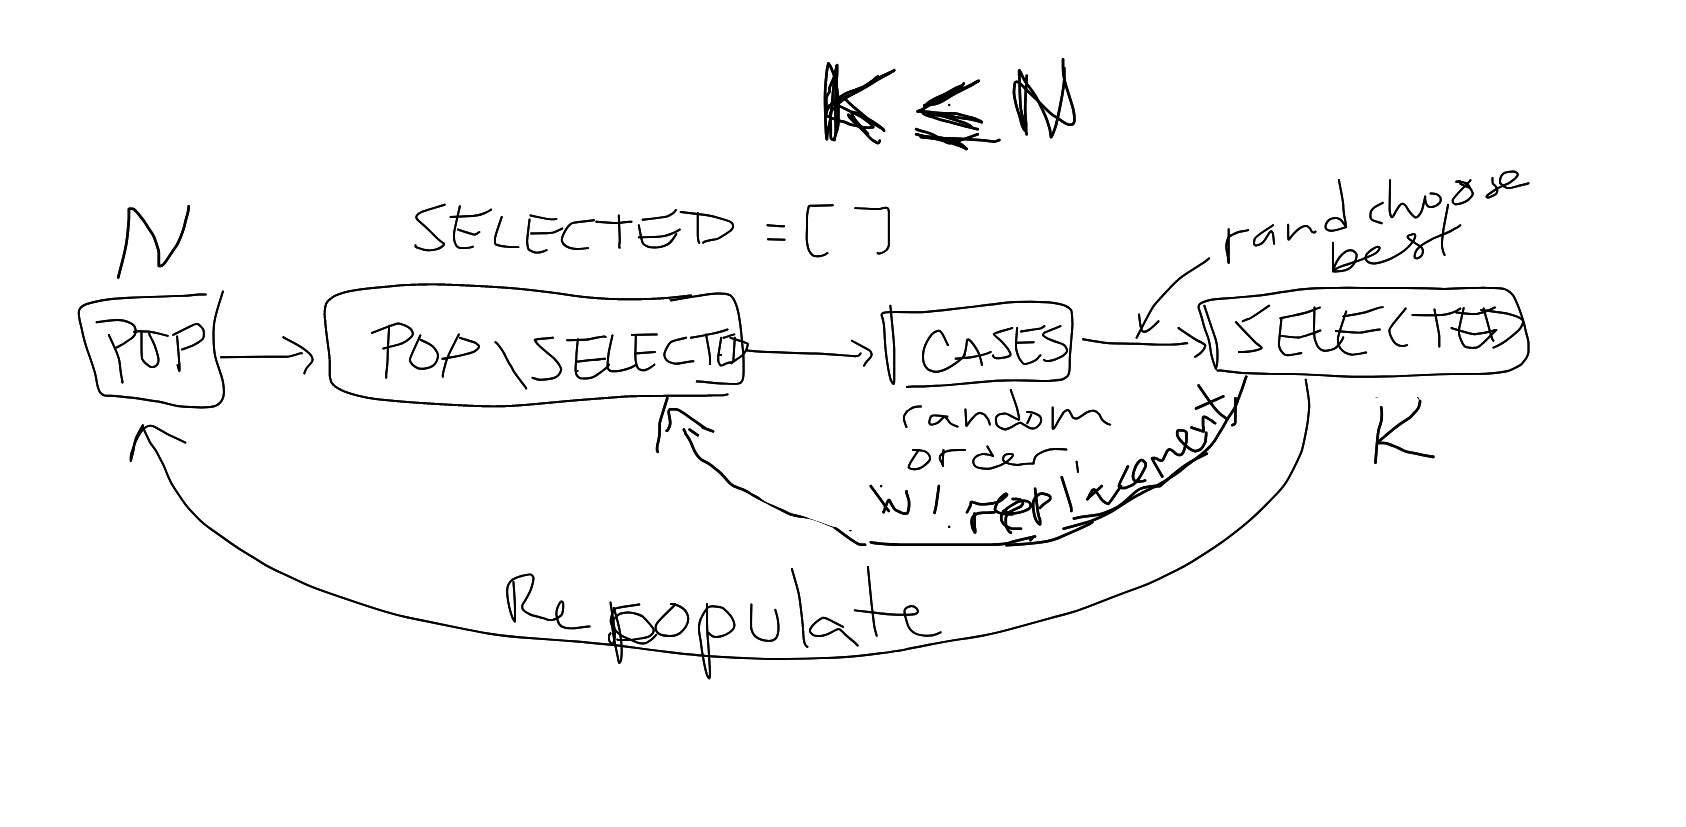 K ≤ N
N
SELECTED = [ ]
rand choose
best
POP
POP\SELECTED
CASES
SELECTED
random
order
w/ replacement
K
Repopulate